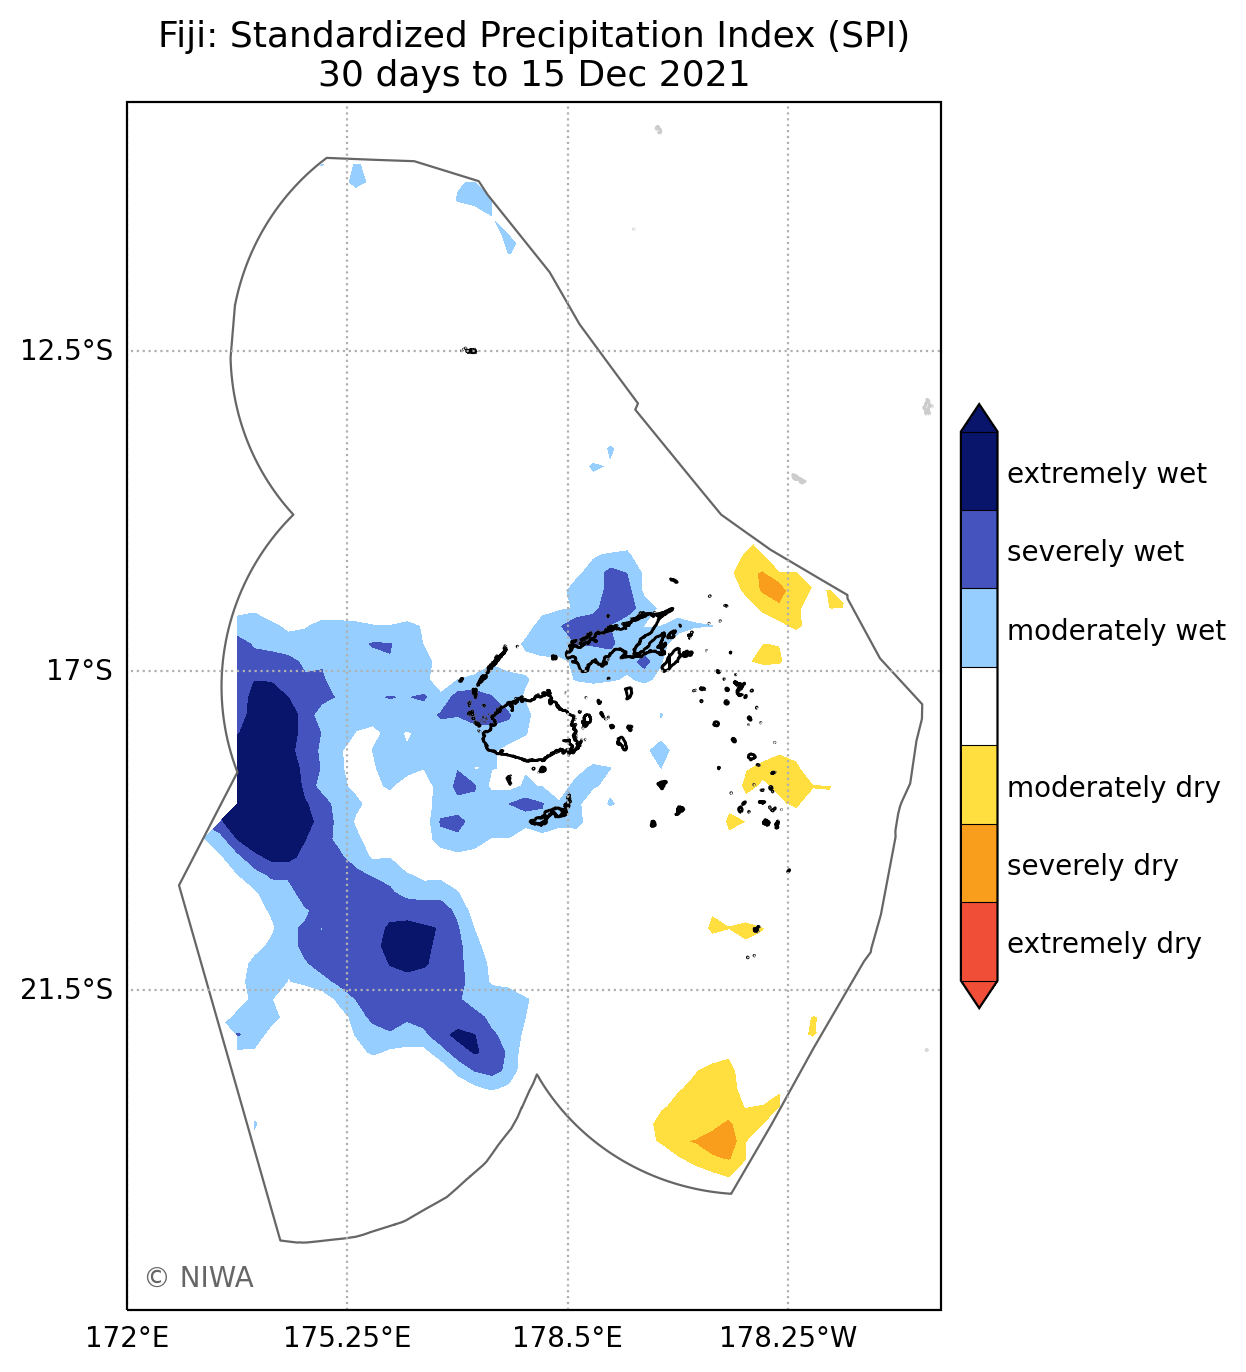 Fiji: Standardized Precipitation Index (SPI)
30 days to 15 Dec 2021
12.5°S
17°S
21.5°S
172°E
175.25°E
178.5°E
178.25°W
extremely wet
severely wet
moderately wet
moderately dry
severely dry
extremely dry
© NIWA